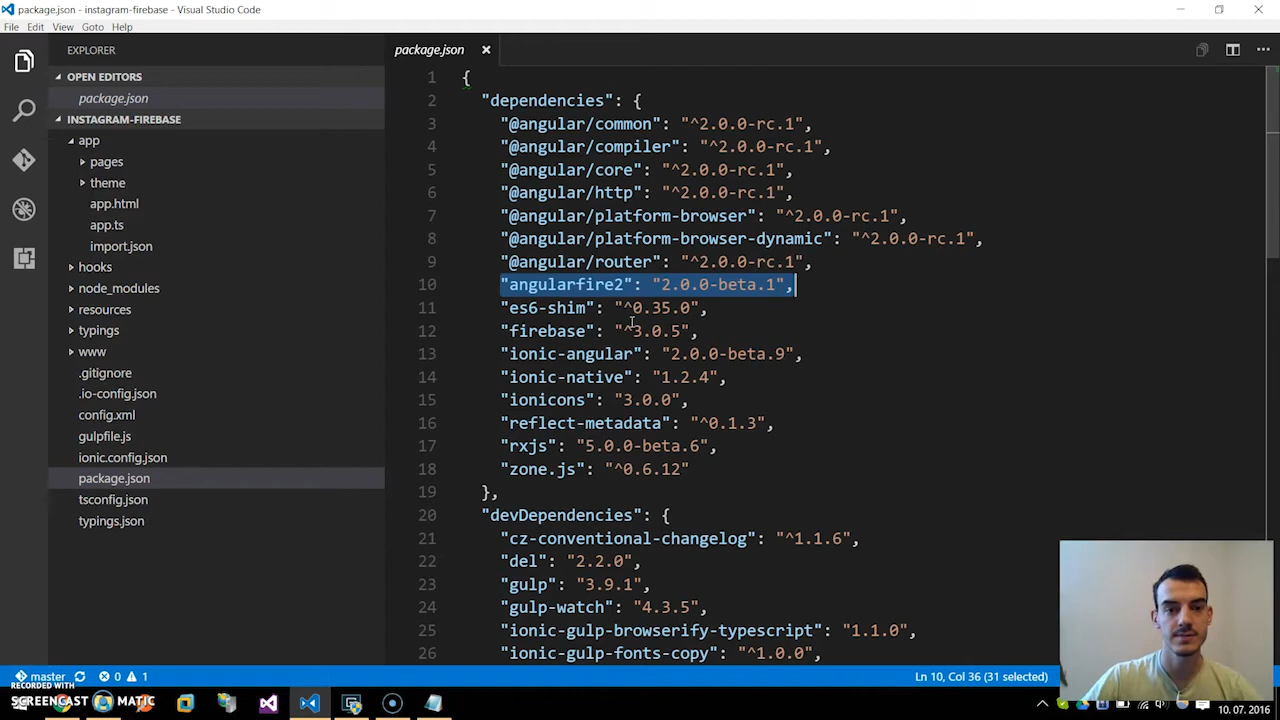 package.json - instagram-firebase - Visual Studio Code
File Edit View Goto Help
EXPLORER
OPEN EDITORS
package.json
INSTAGRAM-FIREBASE
app
pages
theme
app.html
app.ts
import.json
hooks
node_modules
resources
typings
www
.gitignore
.io-config.json
config.xml
gulpfile.js
ionic.config.json
package.json
tsconfig.json
typings.json
package.json
1 {
2 "dependencies": {
3 "@angular/common": "^2.0.0-rc.1",
4 "@angular/compiler": "^2.0.0-rc.1",
5 "@angular/core": "^2.0.0-rc.1",
6 "@angular/http": "^2.0.0-rc.1",
7 "@angular/platform-browser": "^2.0.0-rc.1",
8 "@angular/platform-browser-dynamic": "^2.0.0-rc.1",
9 "@angular/router": "^2.0.0-rc.1",
10 "angularfire2": "2.0.0-beta.1",
11 "es6-shim": "^0.35.0",
12 "firebase": "^3.0.5",
13 "ionic-angular": "2.0.0-beta.9",
14 "ionic-native": "1.2.4",
15 "ionicons": "3.0.0",
16 "reflect-metadata": "^0.1.3",
17 "rxjs": "5.0.0-beta.6",
18 "zone.js": "^0.6.12"
19 },
20 "devDependencies": {
21 "cz-conventional-changelog": "^1.1.6",
22 "del": "2.2.0",
23 "gulp": "3.9.1",
24 "gulp-watch": "4.3.5",
25 "ionic-gulp-browserify-typescript": "1.1.0",
26 "ionic-gulp-fonts-copy": "^1.0.0",
master 0 1
Ln 10, Col 36 (31 selected)
RECORDED WITH
SCREENCAST MATIC
10. 07. 2016